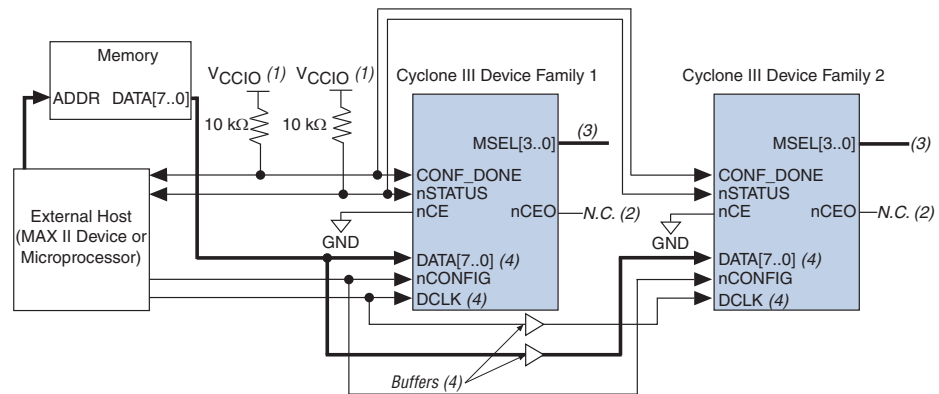 Memory
ADDR DATA[7..0]
VCCIO (1)
VCCIO (1)
10 kΩ
10 kΩ
External Host
(MAX II Device or
Microprocessor)
Cyclone III Device Family 1
MSEL[3..0]
(3)
CONF_DONE
nSTATUS
nCE
nCEO
N.C. (2)
GND
DATA[7..0] (4)
nCONFIG
DCLK (4)
Cyclone III Device Family 2
MSEL[3..0]
(3)
CONF_DONE
nSTATUS
nCE
nCEO
N.C. (2)
GND
DATA[7..0] (4)
nCONFIG
DCLK (4)
Buffers (4)